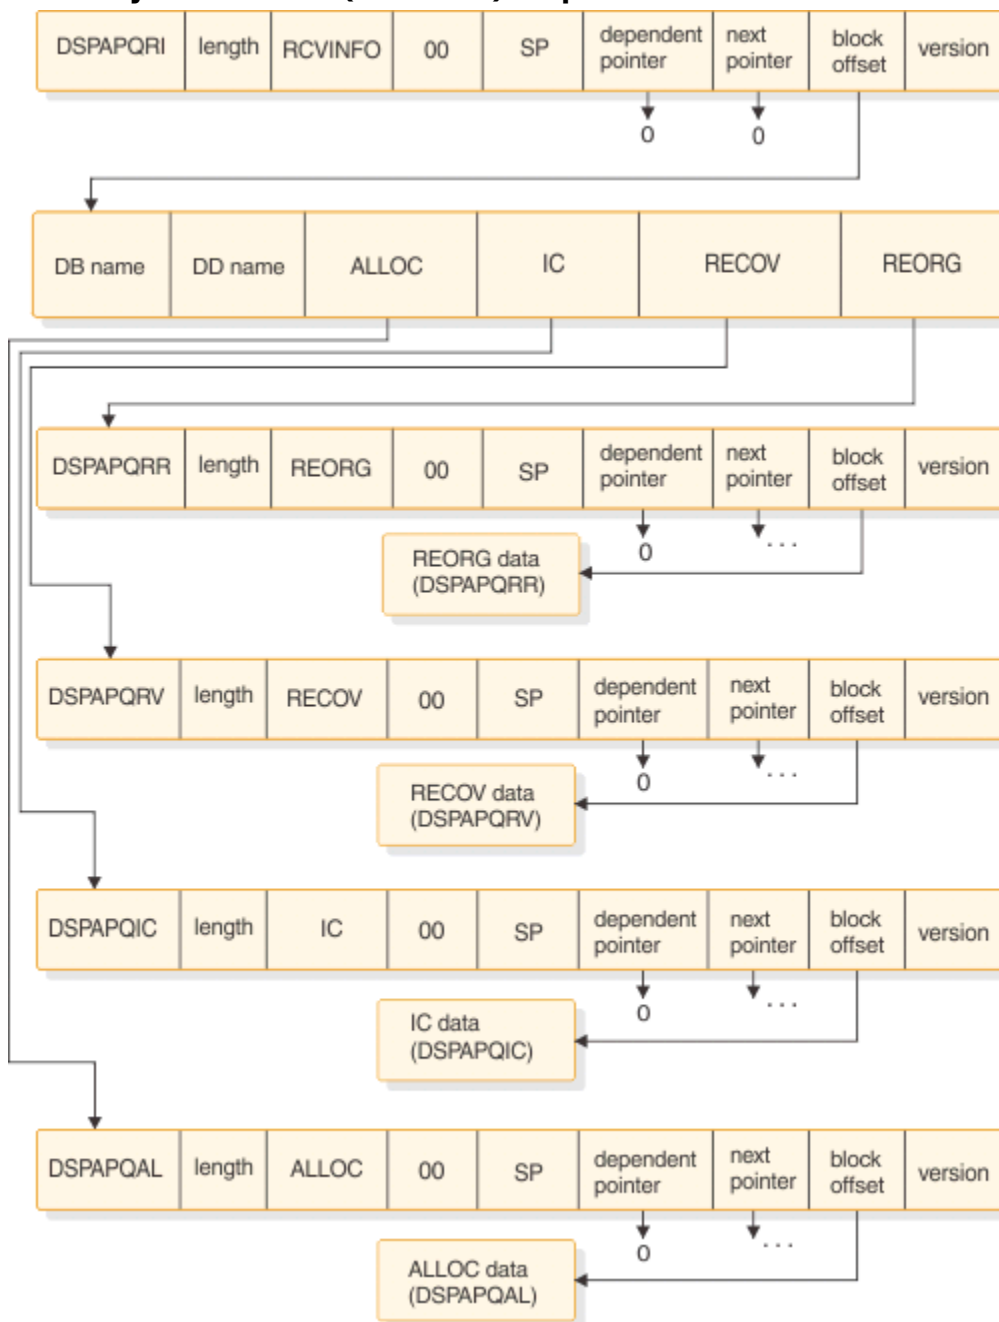 DSPAPQRI length RCVINFO 00 SP dependent pointer next pointer block offset version
0 0
DB name DD name ALLOC IC RECOV REORG
DSPAPQRR length REORG 00 SP dependent pointer next pointer block offset version
0 ...
REORG data
(DSPAPQRR)
DSPAPQRV length RECOV 00 SP dependent pointer next pointer block offset version
0 ...
RECOV data
(DSPAPQRV)
DSPAPQIC length IC 00 SP dependent pointer next pointer block offset version
0 ...
IC data
(DSPAPQIC)
DSPAPQAL length ALLOC 00 SP dependent pointer next pointer block offset version
0 ...
ALLOC data
(DSPAPQAL)